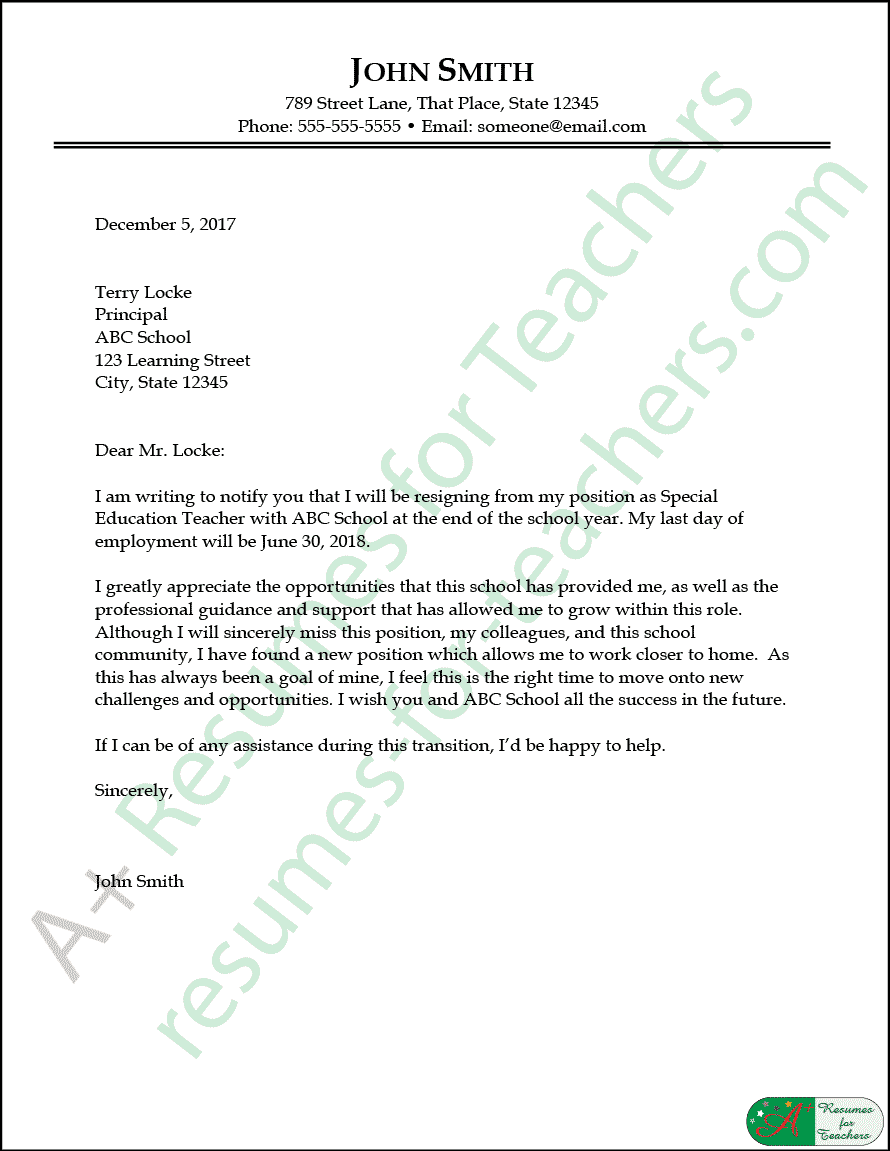 JOHN SMITH
789 Street Lane, That Place, State 12345
Phone: 555-555-5555 • Email: someone@email.com
December 5, 2017
Terry Locke
Principal
ABC School
123 Learning Street
City, State 12345
Dear Mr. Locke:
I am writing to notify you that I will be resigning from my position as Special
Education Teacher with ABC School at the end of the school year. My last day of
employment will be June 30, 2018.
I greatly appreciate the opportunities that this school has provided me, as well as the
professional guidance and support that has allowed me to grow within this role.
Although I will sincerely miss this position, my colleagues, and this school
community, I have found a new position which allows me to work closer to home.  As
this has always been a goal of mine, I feel this is the right time to move onto new
challenges and opportunities. I wish you and ABC School all the success in the future.
If I can be of any assistance during this transition, I’d be happy to help.
Sincerely,
John Smith
A+ Resumes for Teachers
resumes-for-teachers.com
A+
Resumes
for
Teachers